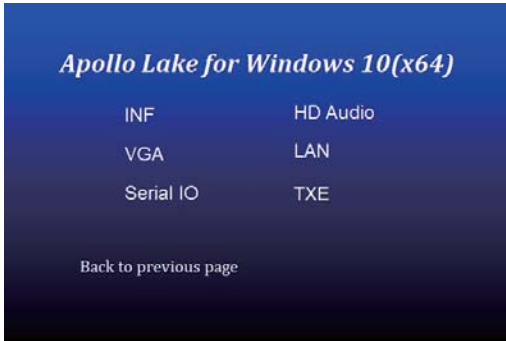 Apollo Lake for Windows 10(x64)
INF
HD Audio
VGA
LAN
Serial IO
TXE
Back to previous page